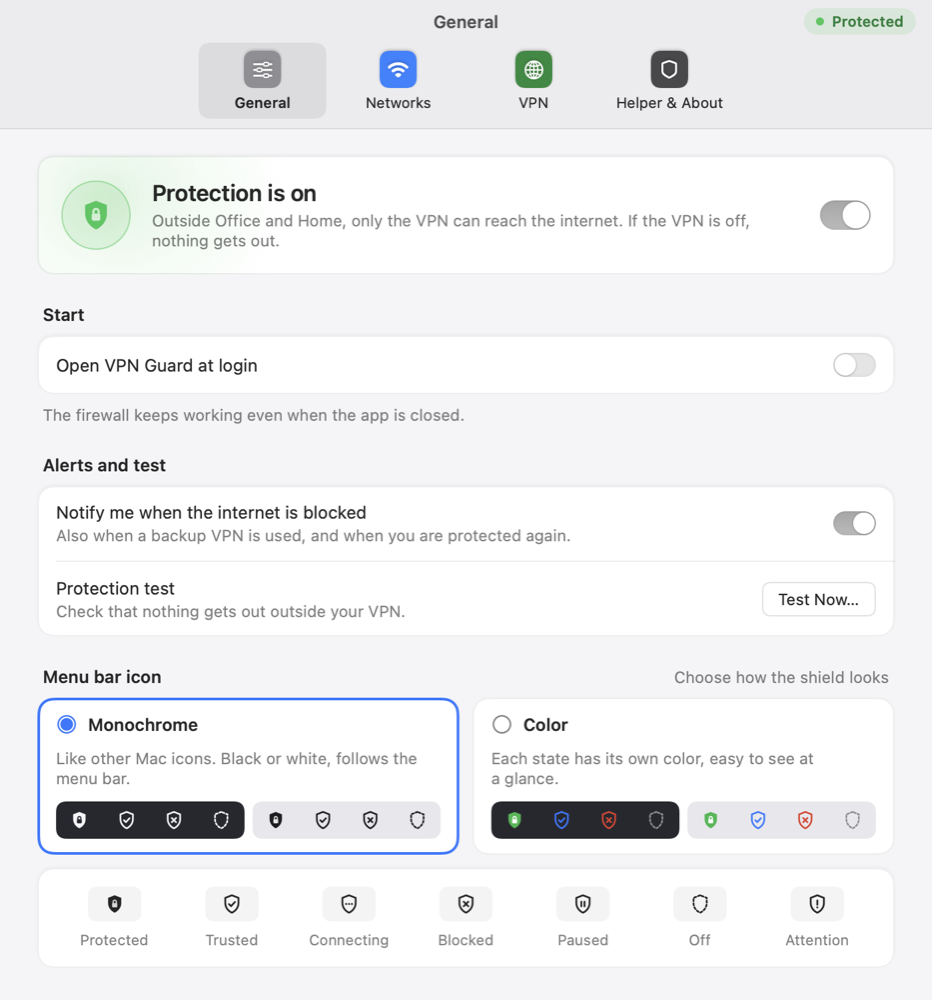 General
Protected
General
Networks
VPN
Helper & About
Protection is on
Outside Office and Home, only the VPN can reach the internet. If the VPN is off,
nothing gets out.
Start
Open VPN Guard at login
The firewall keeps working even when the app is closed.
Alerts and test
Notify me when the internet is blocked
Also when a backup VPN is used, and when you are protected again.
Protection test
Check that nothing gets out outside your VPN.
Test Now...
Menu bar icon
Choose how the shield looks
Monochrome
Like other Mac icons. Black or white, follows the
menu bar.
Color
Each state has its own color, easy to see at
a glance.
Protected
Trusted
Connecting
Blocked
Paused
Off
Attention